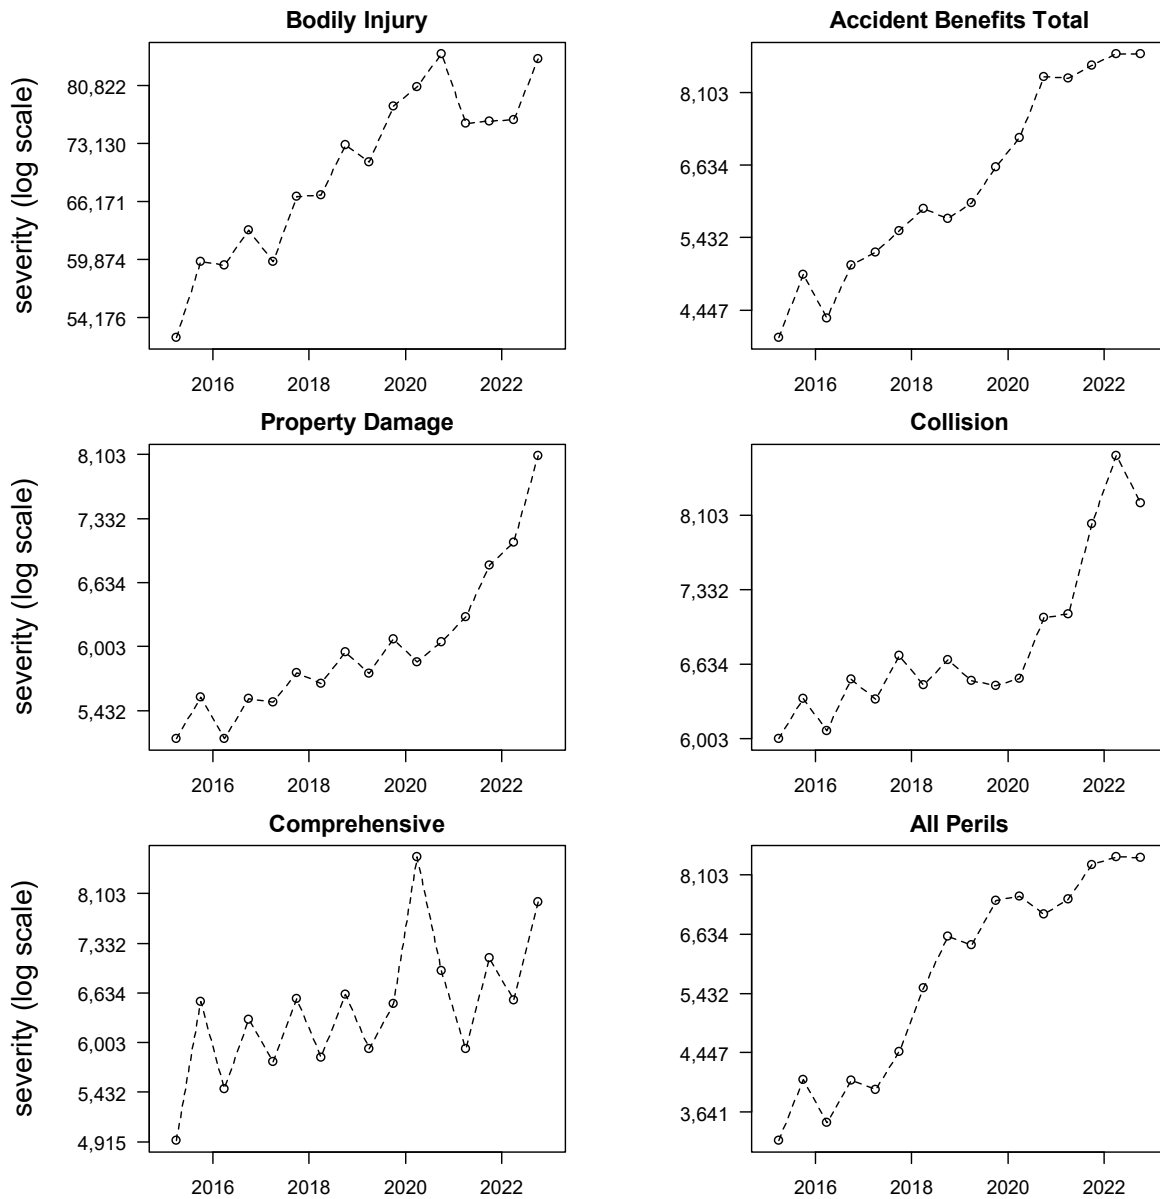 Bodily Injury
severity (log scale)
80,822
73,130
66,171
59,874
54,176
2016 2018 2020 2022
Accident Benefits Total
8,103
6,634
5,432
4,447
2016 2018 2020 2022
Property Damage
severity (log scale)
8,103
7,332
6,634
6,003
5,432
2016 2018 2020 2022
Collision
8,103
7,332
6,634
6,003
2016 2018 2020 2022
Comprehensive
severity (log scale)
8,103
7,332
6,634
6,003
5,432
4,915
2016 2018 2020 2022
All Perils
8,103
6,634
5,432
4,447
3,641
2016 2018 2020 2022